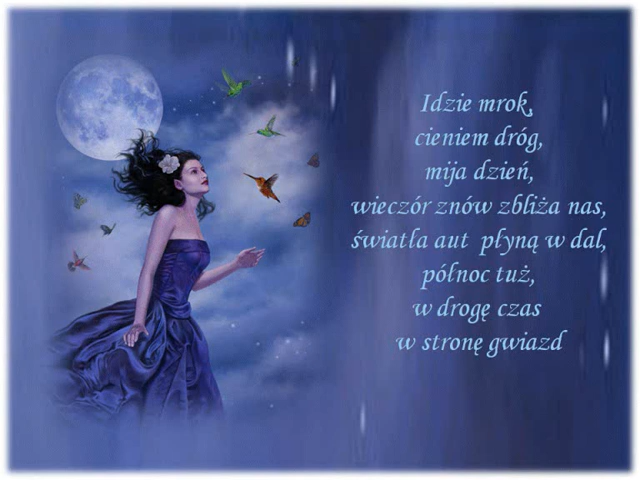 Idzie mrok,
cieniem dróg,
mija dzień,
wieczór znów zbliża nas,
światła aut płyną w dal,
północ tuż,
w drogę czas
w stronę gwiazd